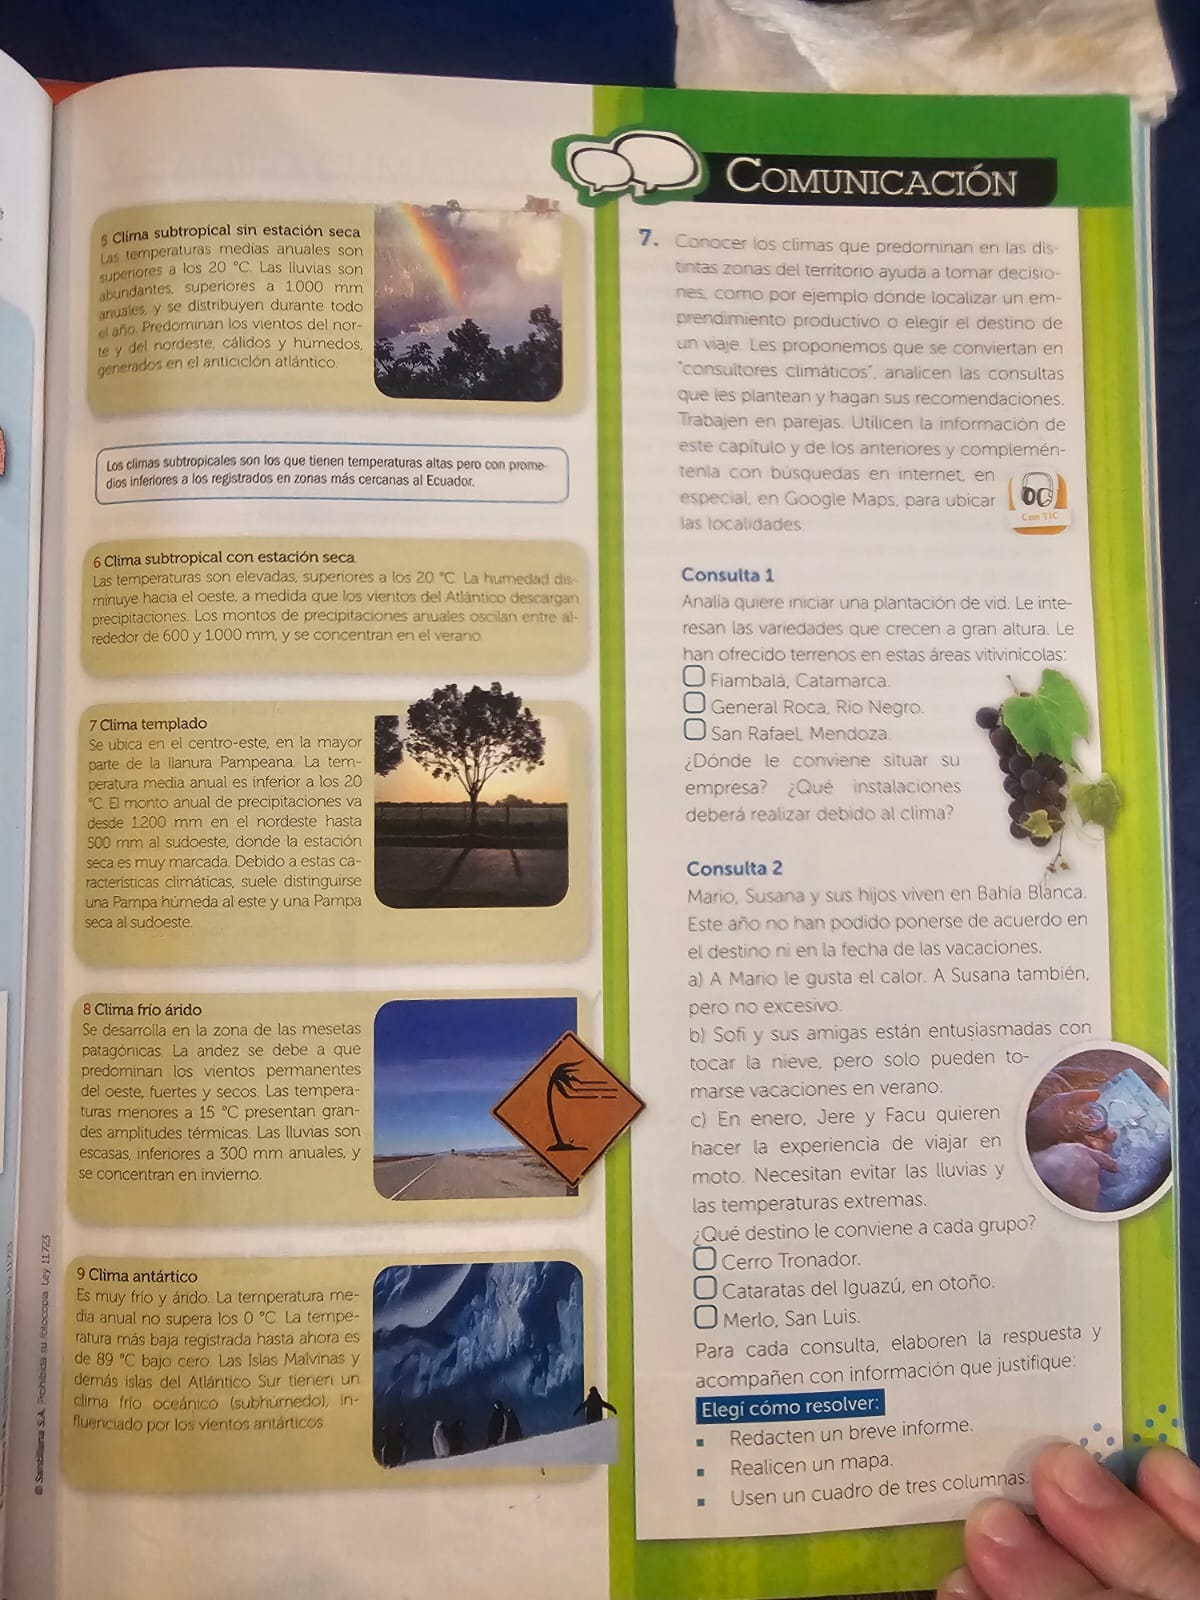 5 Clima subtropical sin estación seca
Las temperaturas medias anuales son
superiores a los 20 °C. Las lluvias son
abundantes, superiores a 1.000 mm
anuales, y se distribuyen durante todo
el año. Predominan los vientos del nor-
te y del nordeste, cálidos y húmedos,
generados en el anticiclón atlántico.
Los climas subtropicales son los que tienen temperaturas altas pero con prome-
dios inferiores a los registrados en zonas más cercanas al Ecuador.
6 Clima subtropical con estación seca
Las temperaturas son elevadas, superiores a los 20 °C. La humedad dis-
minuye hacia el oeste, a medida que los vientos del Atlántico descargan
precipitaciones. Los montos de precipitaciones anuales oscilan entre al-
rededor de 600 y 1.000 mm, y se concentran en el verano.
7 Clima templado
Se ubica en el centro-este, en la mayor
parte de la llanura Pampeana. La tem-
peratura media anual es inferior a los 20
°C. El monto anual de precipitaciones va
desde 1.200 mm en el nordeste hasta
500 mm al sudoeste, donde la estación
seca es muy marcada. Debido a estas ca-
racterísticas climáticas, suele distinguirse
una Pampa húmeda al este y una Pampa
seca al sudoeste.
8 Clima frío árido
Se desarrolla en la zona de las mesetas
patagónicas. La aridez se debe a que
predominan los vientos permanentes
del oeste, fuertes y secos. Las tempera-
turas menores a 15 °C presentan gran-
des amplitudes térmicas. Las lluvias son
escasas, inferiores a 300 mm anuales, y
se concentran en invierno.
9 Clima antártico
Es muy frío y árido. La temperatura me-
dia anual no supera los 0 °C. La tempe-
ratura más baja registrada hasta ahora es
de 89 °C bajo cero. Las Islas Malvinas y
demás islas del Atlántico Sur tienen un
clima frío oceánico (subhúmedo), in-
fluenciado por los vientos antárticos.
© Santillana S.A. Prohibida su fotocopia. Ley 11.723
COMUNICACIÓN
7. Conocer los climas que predominan en las dis-
tintas zonas del territorio ayuda a tomar decisio-
nes, como por ejemplo dónde localizar un em-
prendimiento productivo o elegir el destino de
un viaje. Les proponemos que se conviertan en
"consultores climáticos", analicen las consultas
que les plantean y hagan sus recomendaciones.
Trabajen en parejas. Utilicen la información de
este capítulo y de los anteriores y complemén-
tenla con búsquedas en internet, en
especial, en Google Maps, para ubicar
las localidades.
Con TIC
Consulta 1
Analía quiere iniciar una plantación de vid. Le inte-
resan las variedades que crecen a gran altura. Le
han ofrecido terrenos en estas áreas vitivinícolas:
Fiambalá, Catamarca.
General Roca, Río Negro.
San Rafael, Mendoza.
¿Dónde le conviene situar su
empresa? ¿Qué instalaciones
deberá realizar debido al clima?
Consulta 2
Mario, Susana y sus hijos viven en Bahía Blanca.
Este año no han podido ponerse de acuerdo en
el destino ni en la fecha de las vacaciones.
a) A Mario le gusta el calor. A Susana también,
pero no excesivo.
b) Sofi y sus amigas están entusiasmadas con
tocar la nieve, pero solo pueden to-
marse vacaciones en verano.
c) En enero, Jere y Facu quieren
hacer la experiencia de viajar en
moto. Necesitan evitar las lluvias y
las temperaturas extremas.
¿Qué destino le conviene a cada grupo?
Cerro Tronador.
Cataratas del Iguazú, en otoño.
Merlo, San Luis.
Para cada consulta, elaboren la respuesta y
acompañen con información que justifique:
Elegí cómo resolver:
Redacten un breve informe.
Realicen un mapa.
Usen un cuadro de tres columnas.